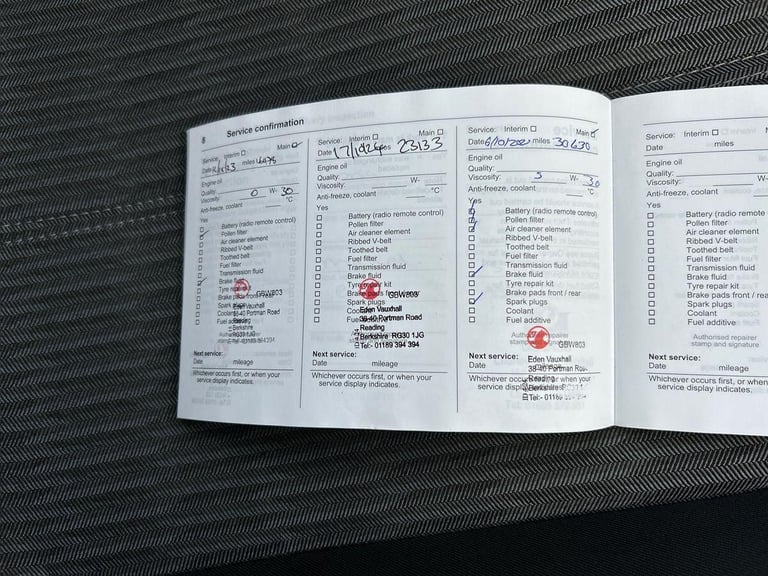 8 Service confirmation
Service: Interim Main
Date miles
Engine oil
Quality:
Viscosity: 0 W- 30
Anti-freeze, coolant °C
Yes
Battery (radio remote control)
Pollen filter
Air cleaner element
Ribbed V-belt
Toothed belt
Fuel filter
Transmission fluid
Brake fluid
Tyre repair kit
Brake pads front / rear
Spark plugs
Coolant
Fuel additive
GBW803
Eden Vauxhall
38-40 Portman Road
Reading
Berkshire
Next service:
Date mileage
Whichever occurs first, or when your
service display indicates.
Service: Interim Main
Date miles 23133
Engine oil
Quality:
Viscosity: W-
Anti-freeze, coolant °C
Yes
Battery (radio remote control)
Pollen filter
Air cleaner element
Ribbed V-belt
Toothed belt
Fuel filter
Transmission fluid
Brake fluid
Tyre repair kit
Brake pads front / rear
Spark plugs
Coolant
Fuel
GBW803
Eden Vauxhall
38-40 Portman Road
Reading
Berkshire RG30 1JG
Tel:- 01189 394 394
Next service:
Date mileage
Whichever occurs first, or when your
service display indicates.
Service: Interim Main
Date miles 30630
Engine oil
Quality:
Viscosity: 5 W- 30
Anti-freeze, coolant °C
Yes
Battery (radio remote control)
Pollen filter
Air cleaner element
Ribbed V-belt
Toothed belt
Fuel filter
Transmission fluid
Brake fluid
Tyre repair kit
Brake pads front / rear
Spark plugs
Coolant
Fuel additive
Authorised repairer
stamp and signature
GBW803
Eden Vauxhall
38-40 Portman Road
Reading
Berkshire
Tel:- 01189
Next service:
Date
Whichever occurs first, or when your
service display indicates.
Service: Interim Main
Date miles
Engine oil
Quality:
Viscosity: W-
Anti-freeze, coolant
Yes
Battery (radio remote control)
Pollen filter
Air cleaner element
Ribbed V-belt
Toothed belt
Fuel filter
Transmission fluid
Brake fluid
Tyre repair kit
Brake pads front / rea
Spark plugs
Coolant
Fuel additive
Authorised repairer
stamp and signature
Next service:
Date mileage
Whichever occurs first, or when
service display indicates.